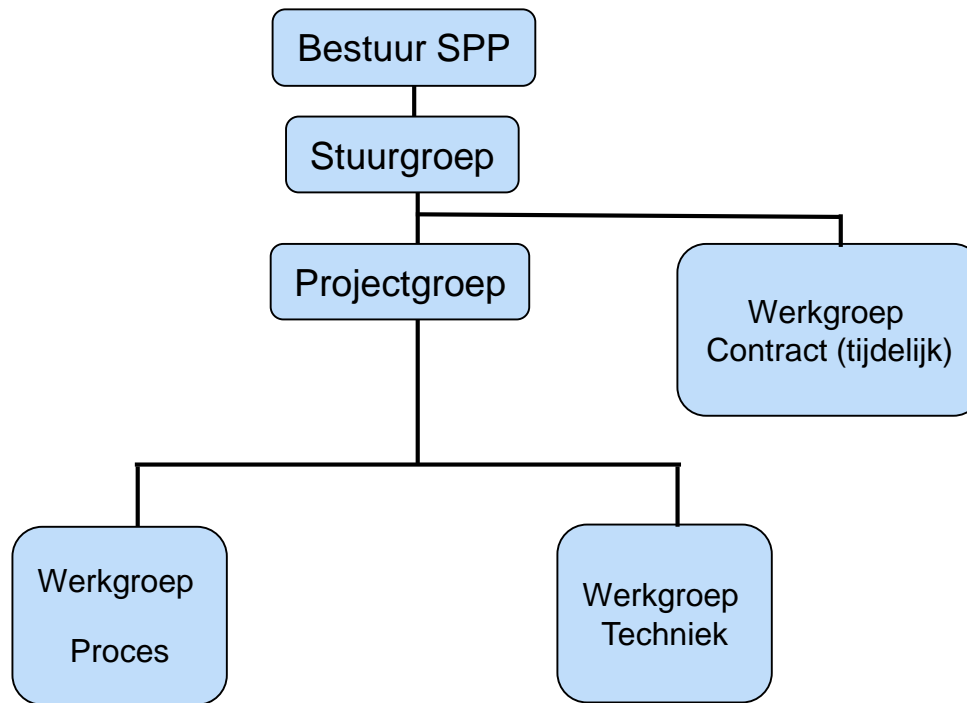 Bestuur SPP
Stuurgroep
Projectgroep
Werkgroep
Contract (tijdelijk)
Werkgroep
Proces
Werkgroep
Techniek